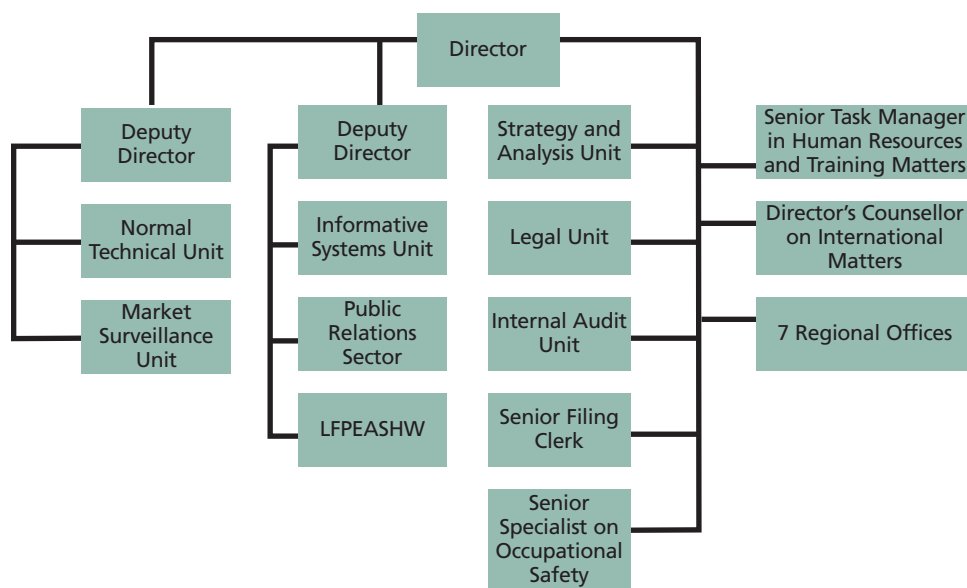 Director
Deputy
Director
Normal
Technical Unit
Market
Surveillance
Unit
Deputy
Director
Informative
Systems Unit
Public
Relations
Sector
LFPEASHW
Strategy and
Analysis Unit
Legal Unit
Internal Audit
Unit
Senior Filing
Clerk
Senior
Specialist on
Occupational
Safety
Senior Task Manager
in Human Resources
and Training Matters
Director’s Counsellor
on International
Matters
7 Regional Offices